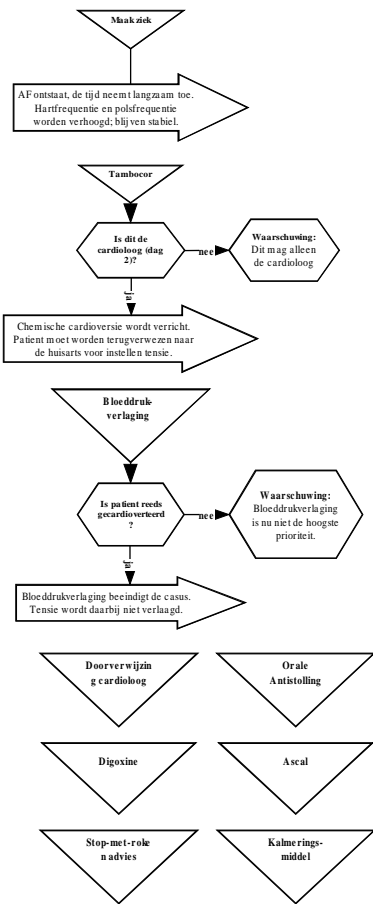 Maak ziek
AF ontstaat, de tijd neemt langzaam toe.
Hartfrequentie en polsfrequentie
worden verhoogd; blijven stabiel.
Tambocor
Is dit de
cardioloog (dag
2)?
nee
Waarschuwing:
Dit mag alleen
de cardioloog
ja
Chemische cardioversie wordt verricht.
Patient moet worden terugverwezen naar
de huisarts voor instellen tensie.
Bloeddruk-
verlaging
Is patient reeds
gecardioverteerd
?
nee
Waarschuwing:
Bloeddrukverlaging
is nu niet de hoogste
prioriteit.
ja
Bloeddrukverlaging beeindigt de casus.
Tensie wordt daarbij niet verlaagd.
Doorverwijzin
g cardioloog
Orale
Antistolling
Digoxine
Ascal
Stop-met-roke
n advies
Kalmerings-
middel